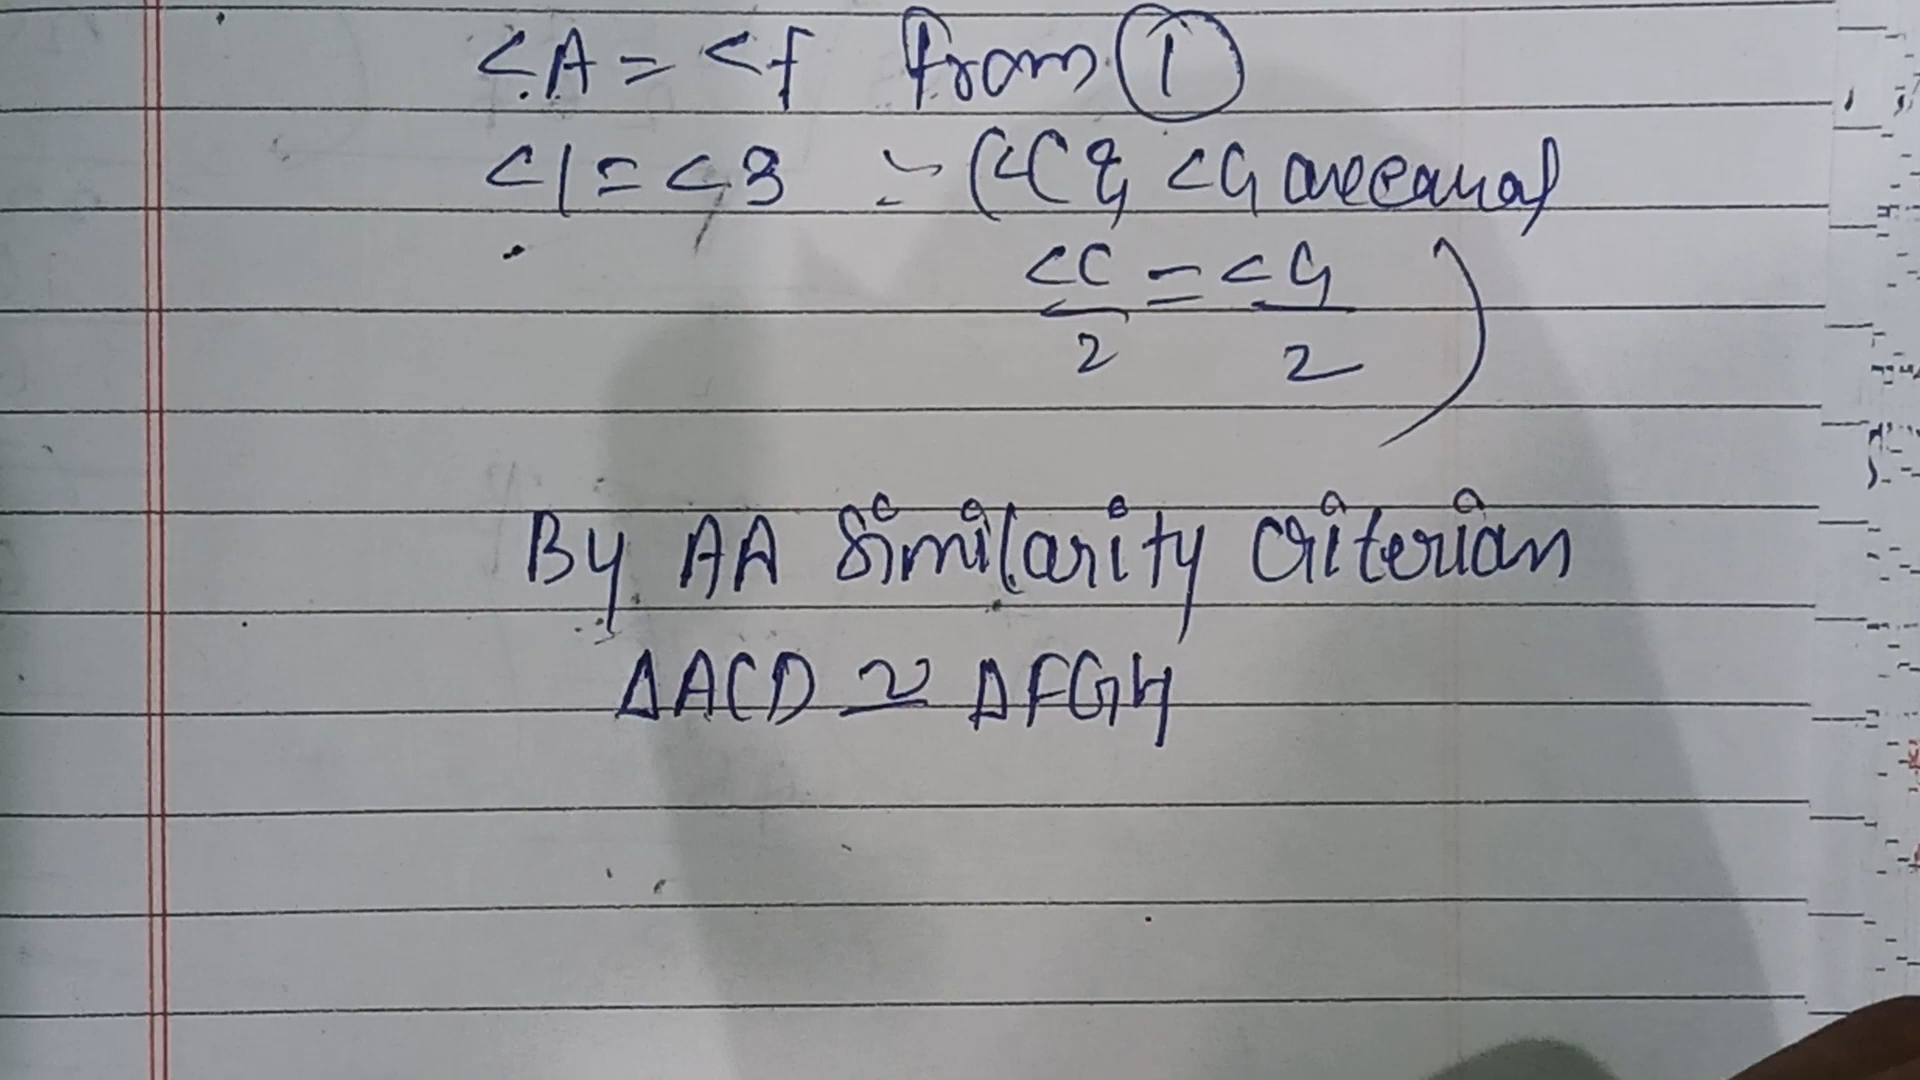 <A = <f from ①
<1 = <3 :- (<C & <G are equal
<C/2 = <G/2 )
By AA Similarity Criterian
ΔACD ≃ ΔFGH